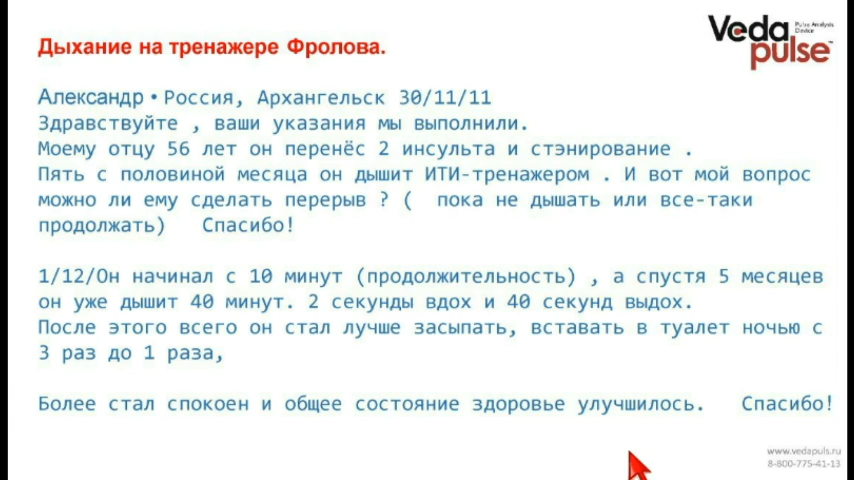 Дыхание на тренажере Фролова.
Veda pulse™
Pulse Analysis
Device
Александр • Россия, Архангельск 30/11/11
Здравствуйте , ваши указания мы выполнили.
Моему отцу 56 лет он перенёс 2 инсульта и стэнирование .
Пять с половиной месяца он дышит ИТИ-тренажером . И вот мой вопрос
можно ли ему сделать перерыв ? ( пока не дышать или все-таки
продолжать) Спасибо!
1/12/Он начинал с 10 минут (продолжительность) , а спустя 5 месяцев
он уже дышит 40 минут. 2 секунды вдох и 40 секунд выдох.
После этого всего он стал лучше засыпать, вставать в туалет ночью с
3 раз до 1 раза,
Более стал спокоен и общее состояние здоровье улучшилось. Спасибо!
www.vedapuls.ru
8-800-775-41-13